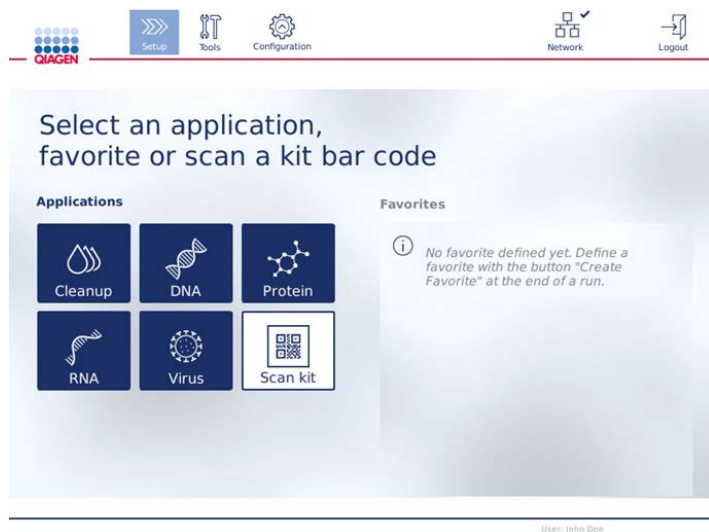 QIAGEN
Setup
Tools
Configuration
Network
Logout
Select an application,
favorite or scan a kit bar code
Applications
Favorites
Cleanup
DNA
Protein
RNA
Virus
Scan kit
No favorite defined yet. Define a
favorite with the button "Create
Favorite" at the end of a run.
User: John Doe